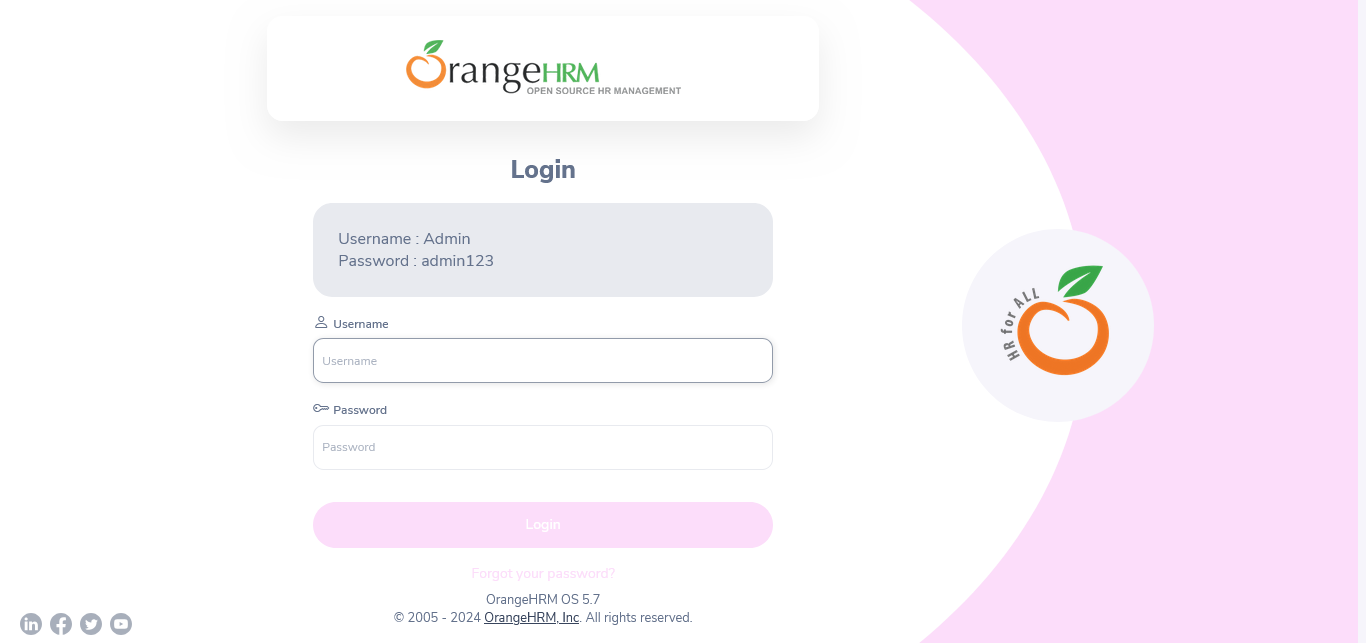 OrangeHRM
OPEN SOURCE HR MANAGEMENT
Login
Username : Admin
Password : admin123
Username
Username
Password
Password
Login
Forgot your password?
OrangeHRM OS 5.7
© 2005 - 2024 OrangeHRM, Inc. All rights reserved.
HR for ALL